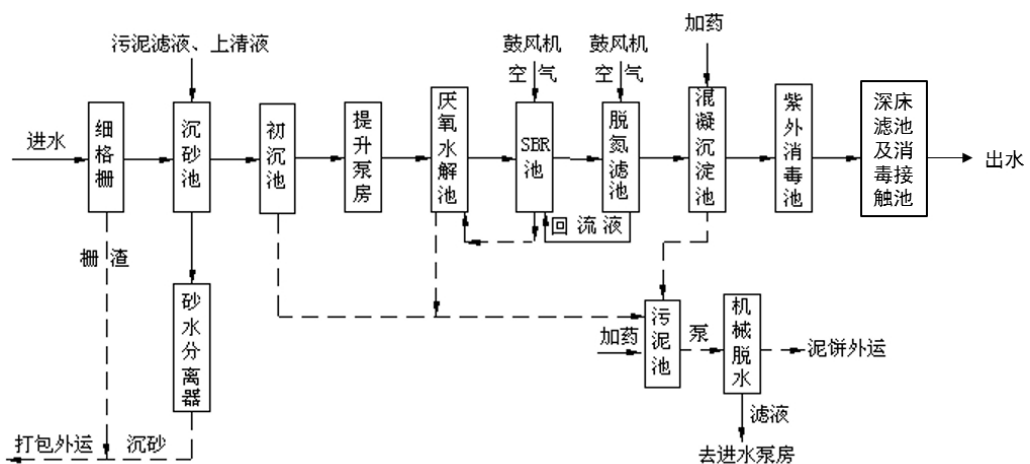 加药
污泥滤液、上清液
鼓风机
鼓风机
空气
空气
进水
细格栅
沉砂池
初沉池
提升泵房
厌氧水解池
SBR池
脱氮滤池
混凝沉淀池
紫外消毒池
深床滤池及消毒接触池
出水
回流液
栅渣
砂水分离器
加药
污泥池
泵
机械脱水
泥饼外运
滤液
去进水泵房
打包外运
沉砂